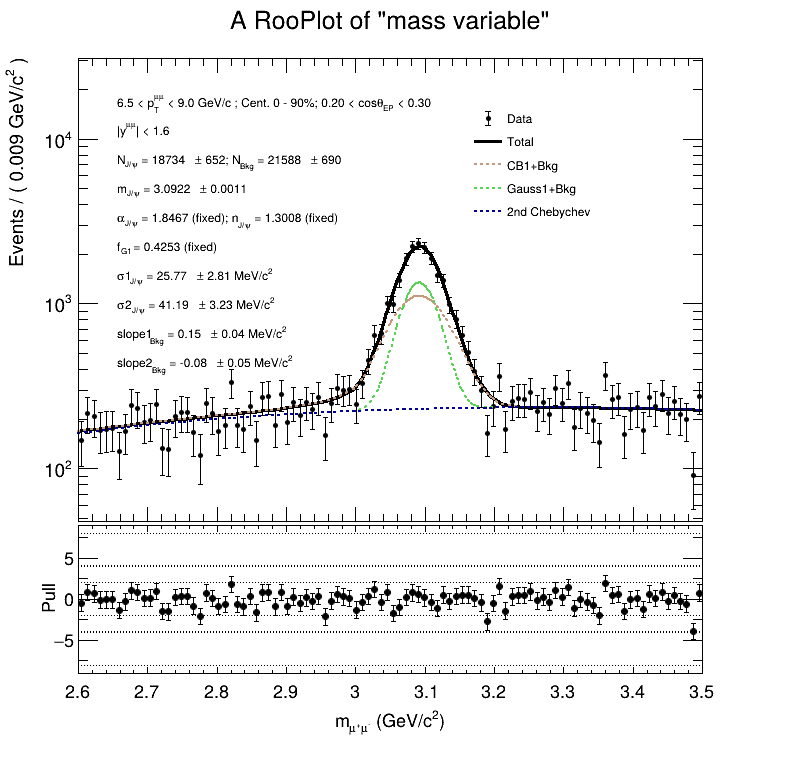 A RooPlot of "mass variable"
Events / ( 0.009 GeV/c² )
10⁴
10³
10²
6.5 < p_T^μμ < 9.0 GeV/c ; Cent. 0 - 90%; 0.20 < cosθ_EP < 0.30
|y^μμ| < 1.6
N_J/ψ = 18734 ± 652; N_Bkg = 21588 ± 690
m_J/ψ = 3.0922 ± 0.0011
α_J/ψ = 1.8467 (fixed); n_J/ψ = 1.3008 (fixed)
f_G1 = 0.4253 (fixed)
σ1_J/ψ = 25.77 ± 2.81 MeV/c²
σ2_J/ψ = 41.19 ± 3.23 MeV/c²
slope1_Bkg = 0.15 ± 0.04 MeV/c²
slope2_Bkg = -0.08 ± 0.05 MeV/c²
Data
Total
CB1+Bkg
Gauss1+Bkg
2nd Chebychev
Pull
5
0
−5
2.6 2.7 2.8 2.9 3 3.1 3.2 3.3 3.4 3.5
m_μ⁺μ⁻ (GeV/c²)